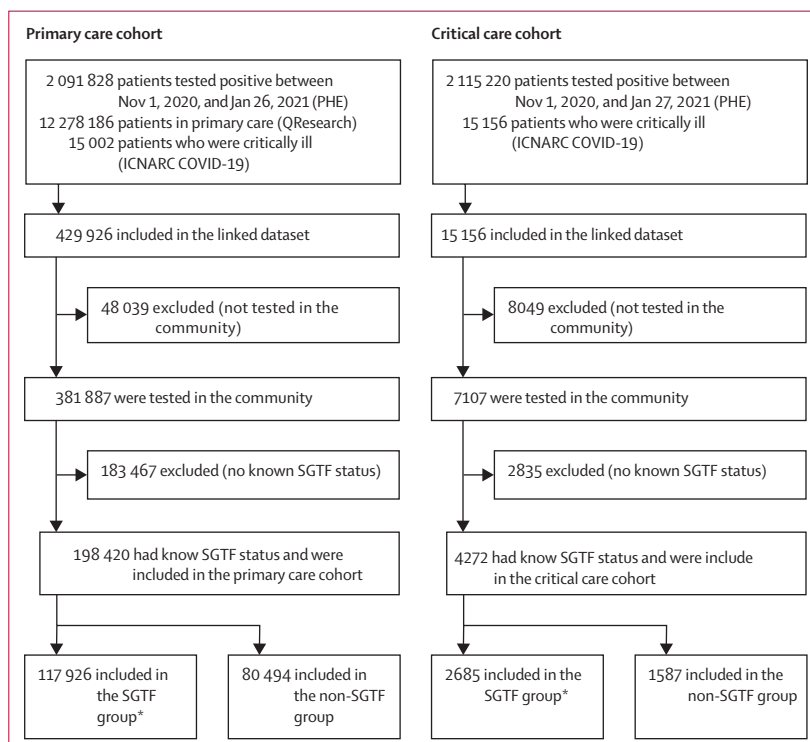 Primary care cohort
2 091 828 patients tested positive between
Nov 1, 2020, and Jan 26, 2021 (PHE)
12 278 186 patients in primary care (QResearch)
15 002 patients who were critically ill
(ICNARC COVID-19)
429 926 included in the linked dataset
48 039 excluded (not tested in the
community)
381 887 were tested in the community
183 467 excluded (no known SGTF status)
198 420 had know SGTF status and were
included in the primary care cohort
117 926 included in
the SGTF
group*
80 494 included in
the non-SGTF
group
Critical care cohort
2 115 220 patients tested positive between
Nov 1, 2020, and Jan 27, 2021 (PHE)
15 156 patients who were critically ill
(ICNARC COVID-19)
15 156 included in the linked dataset
8049 excluded (not tested in the
community)
7107 were tested in the community
2835 excluded (no known SGTF status)
4272 had know SGTF status and were include
in the critical care cohort
2685 included in the
SGTF group*
1587 included in the
non-SGTF group